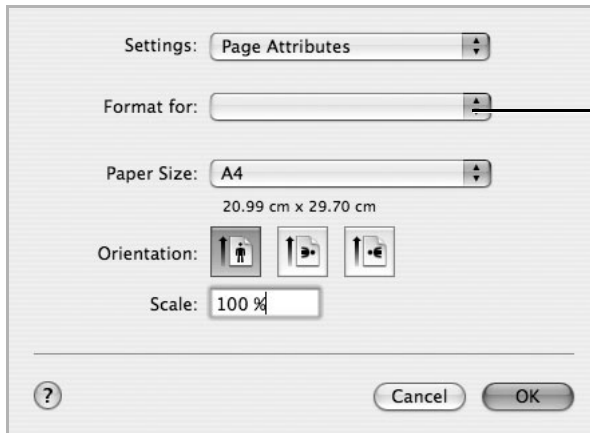 Settings: Page Attributes
Format for:
Paper Size: A4
20.99 cm x 29.70 cm
Orientation:
Scale: 100 %
? Cancel OK